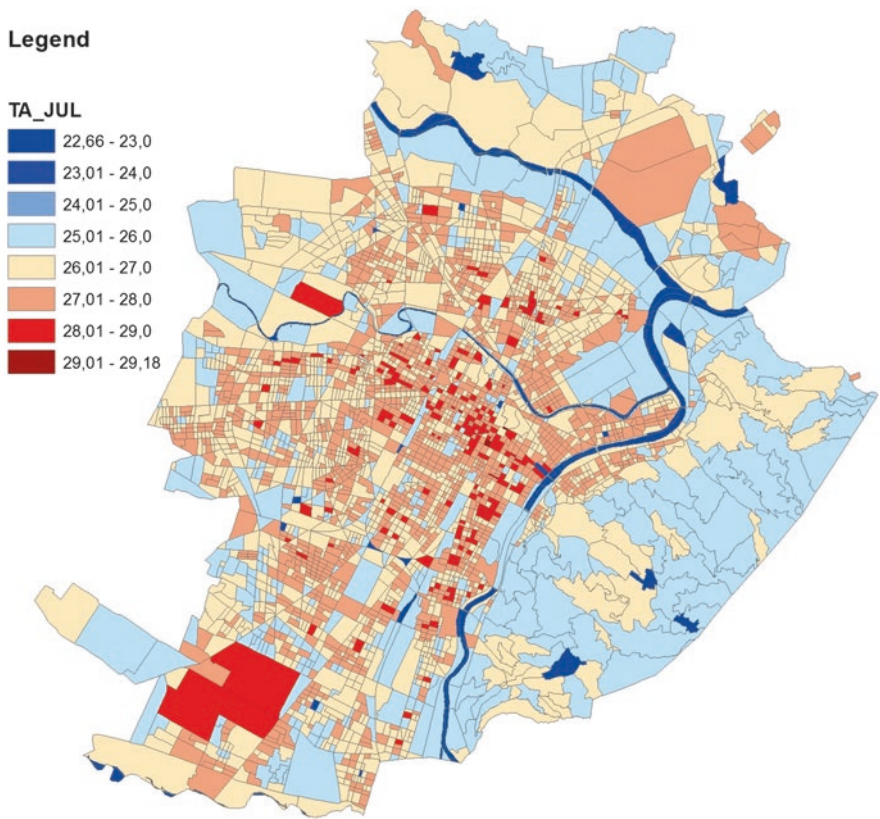 Legend
TA_JUL
22,66 - 23,0
23,01 - 24,0
24,01 - 25,0
25,01 - 26,0
26,01 - 27,0
27,01 - 28,0
28,01 - 29,0
29,01 - 29,18